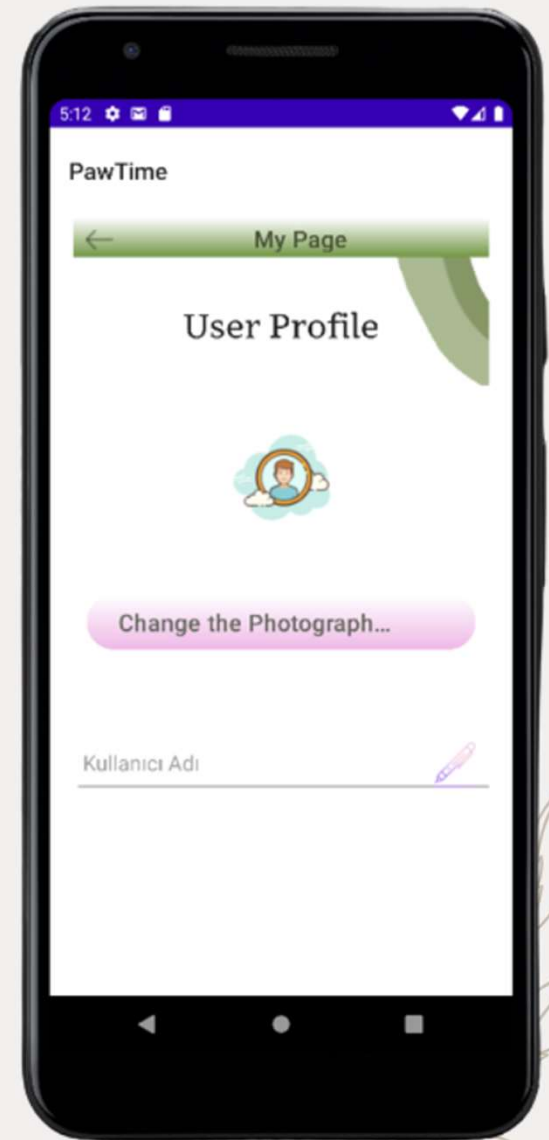 5:12
PawTime
My Page
User Profile
Change the Photograph...
Kullanıcı Adı